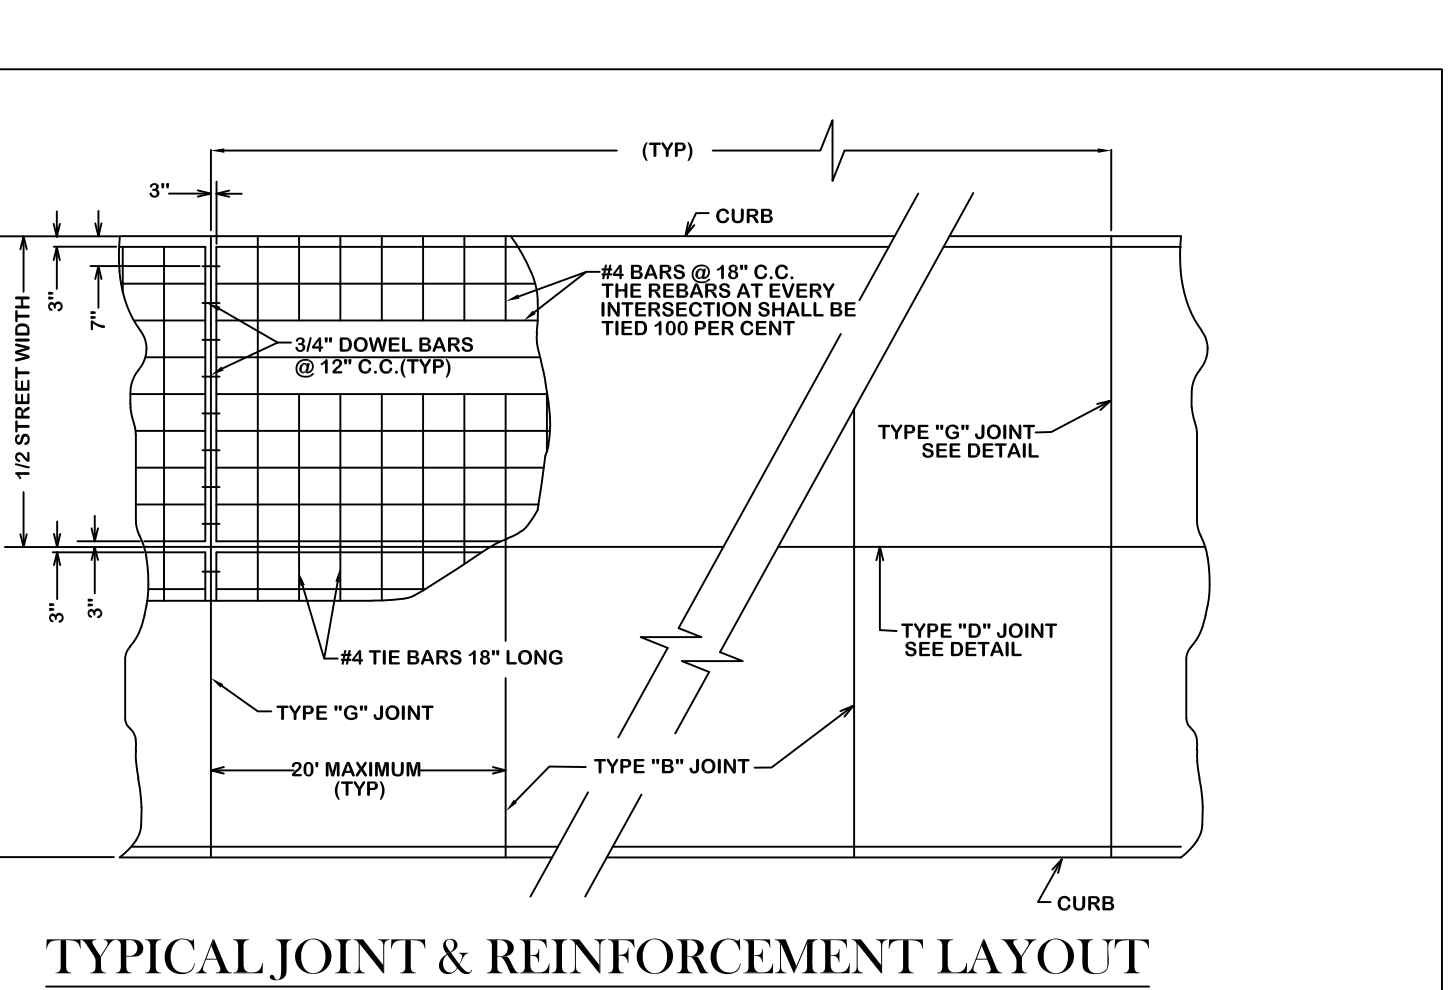 (TYP)
3"
CURB
#4 BARS @ 18" C.C.
THE REBARS AT EVERY
INTERSECTION SHALL BE
TIED 100 PER CENT
3"
7"
1/2 STREET WIDTH
3/4" DOWEL BARS
@ 12" C.C.(TYP)
TYPE "G" JOINT
SEE DETAIL
3"
3"
#4 TIE BARS 18" LONG
TYPE "D" JOINT
SEE DETAIL
TYPE "G" JOINT
20' MAXIMUM
(TYP)
TYPE "B" JOINT
CURB
TYPICAL JOINT & REINFORCEMENT LAYOUT